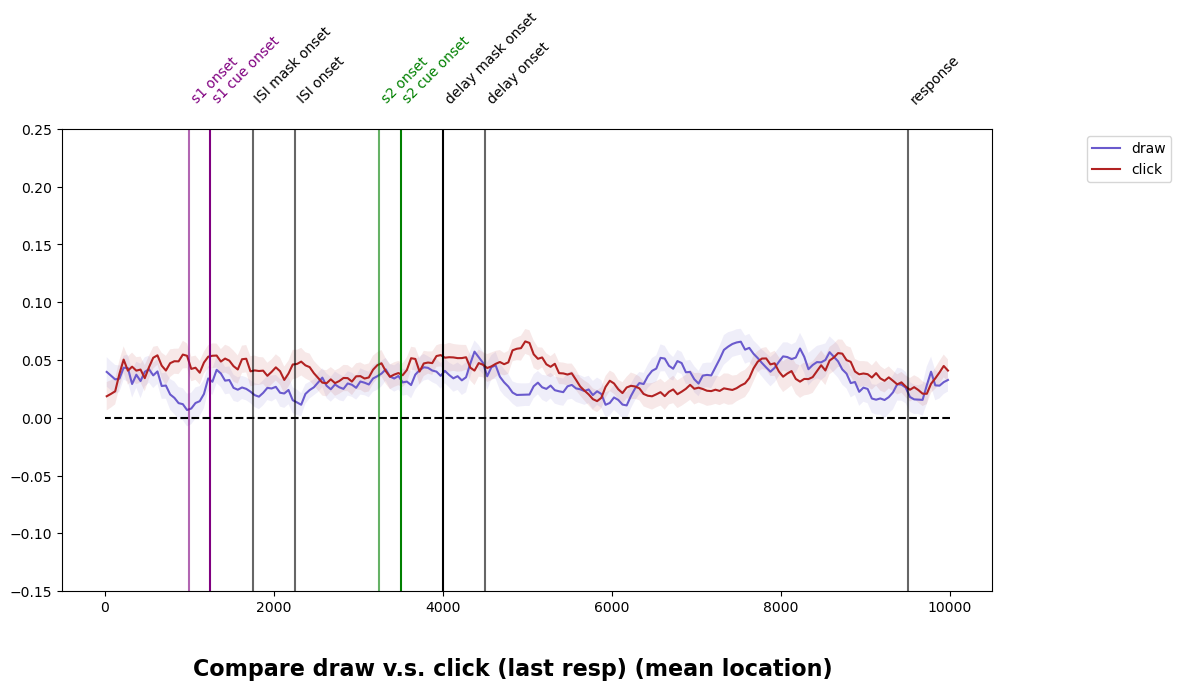 s1 onset
s1 cue onset
ISI mask onset
ISI onset
s2 onset
s2 cue onset
delay mask onset
delay onset
response
0.25
0.20
0.15
0.10
0.05
0.00
−0.05
−0.10
−0.15
0
2000
4000
6000
8000
10000
draw
click
Compare draw v.s. click (last resp) (mean location)